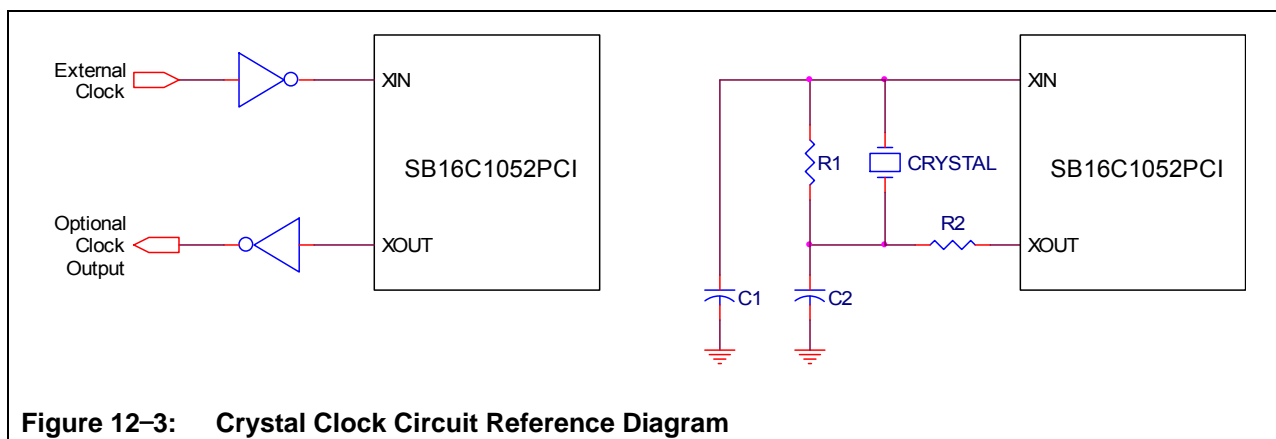 External
Clock
XIN
SB16C1052PCI
Optional
Clock
Output
XOUT
XIN
R1
CRYSTAL
SB16C1052PCI
R2
XOUT
C1
C2
Figure 12–3: Crystal Clock Circuit Reference Diagram